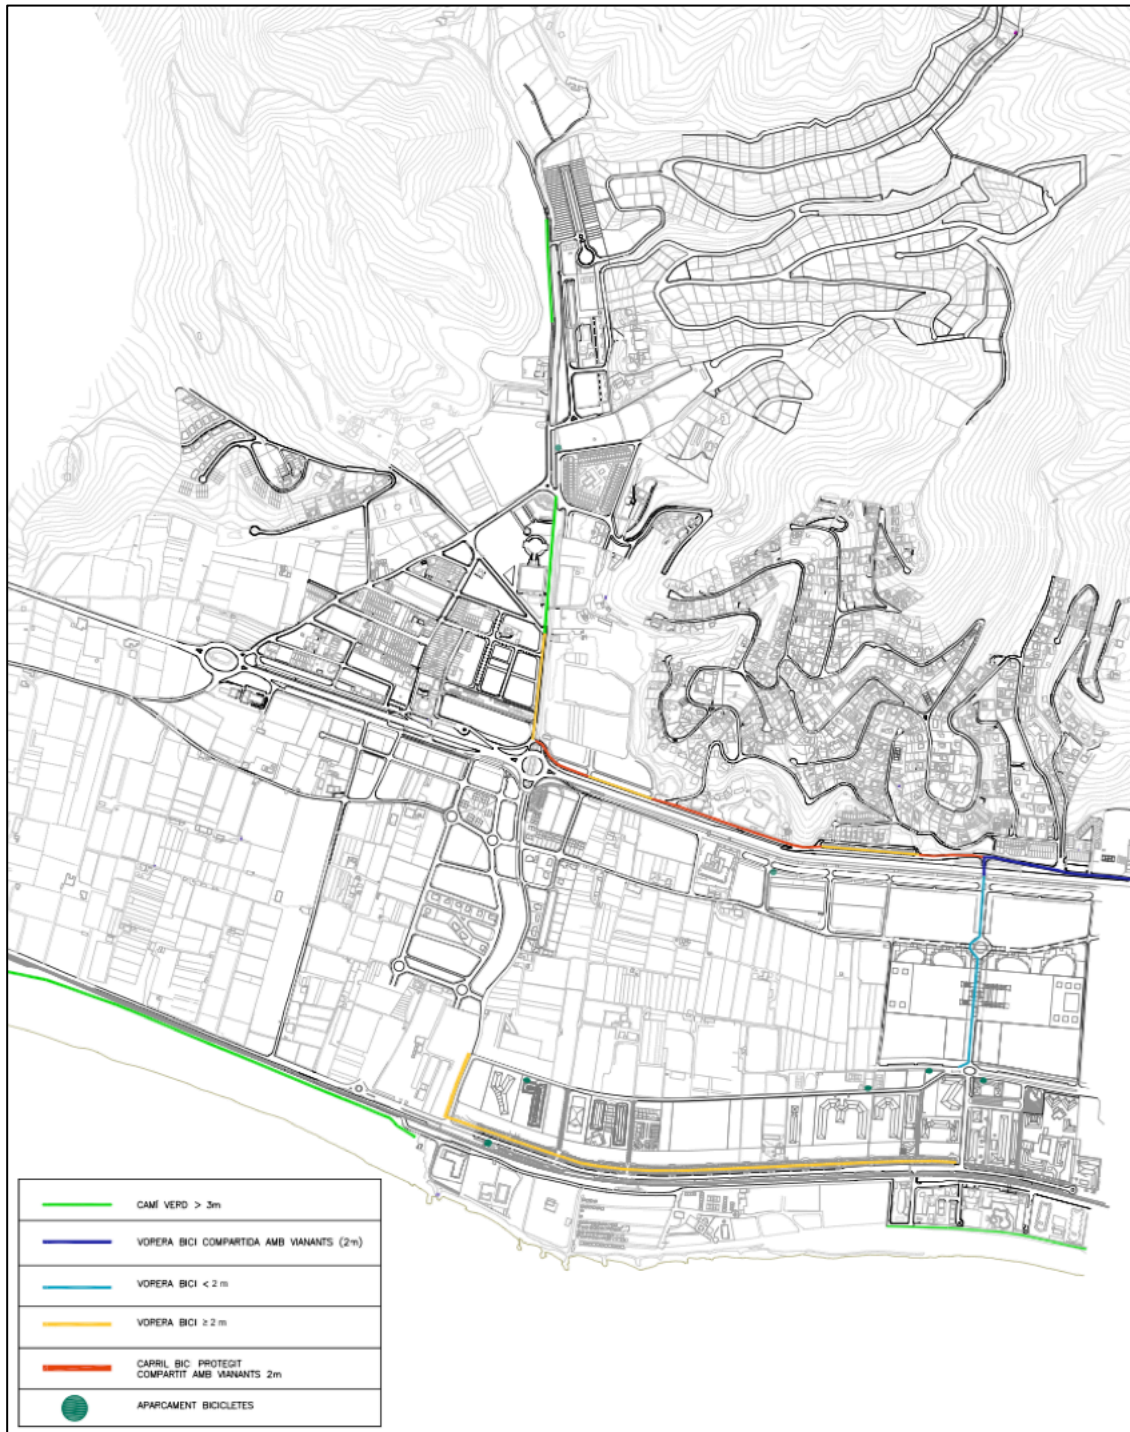 CAMÍ VERD > 3m
VORERA BICI COMPARTIDA AMB VIANANTS (2m)
VORERA BICI < 2 m
VORERA BICI ≥ 2 m
CARRIL BIC PROTEGIT
COMPARTIT AMB VIANANTS 2m
APARCAMENT BICICLETES